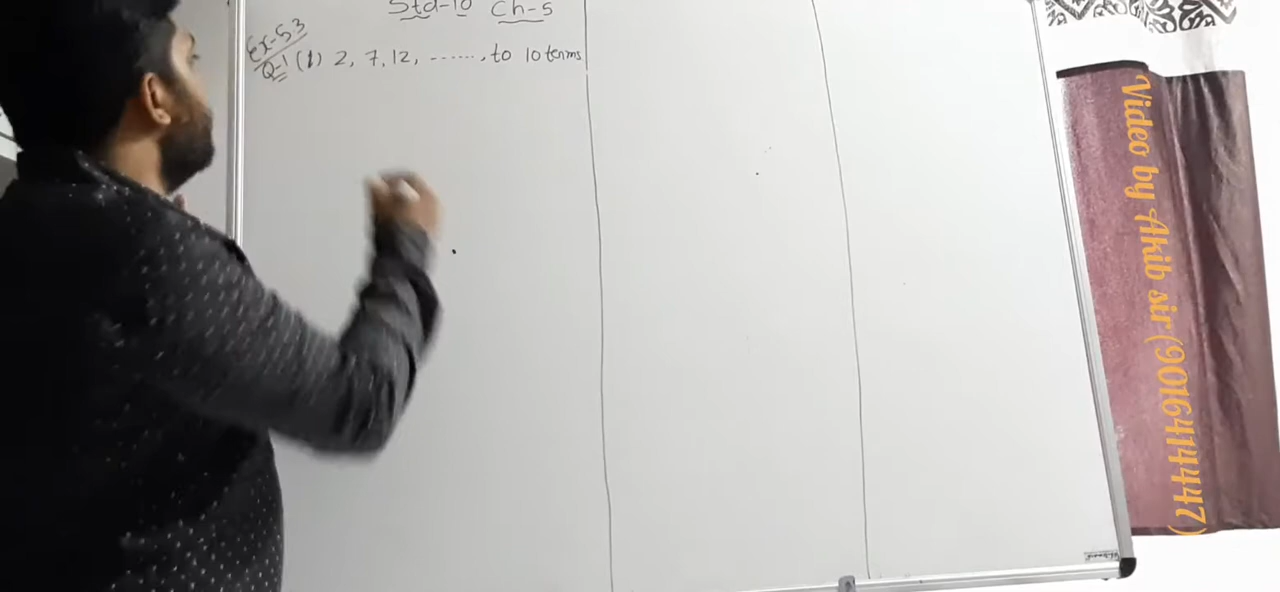 Std-10 Ch-5
Ex-5.3
Q-1 (1) 2, 7, 12, ......, to 10 terms
Video by Akib sir (9016414447)